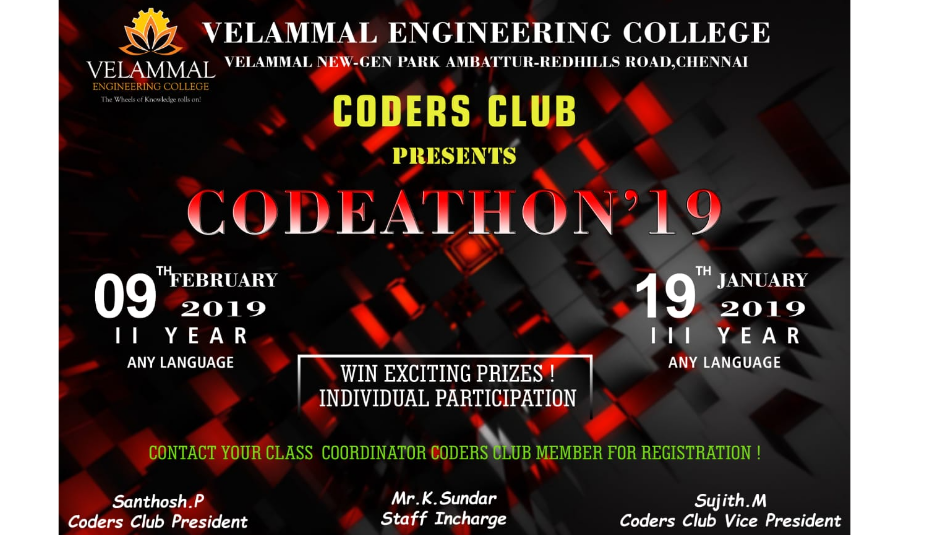 VELAMMAL ENGINEERING COLLEGE
VELAMMAL NEW-GEN PARK AMBATTUR-REDHILLS ROAD,CHENNAI
VELAMMAL
ENGINEERING COLLEGE
The Wheels of Knowledge rolls on!
CODERS CLUB
PRESENTS
CODEATHON'19
09TH FEBRUARY
2019
II YEAR
ANY LANGUAGE
19TH JANUARY
2019
III YEAR
ANY LANGUAGE
WIN EXCITING PRIZES !
INDIVIDUAL PARTICIPATION
CONTACT YOUR CLASS COORDINATOR CODERS CLUB MEMBER FOR REGISTRATION !
Santhosh.P
Coders Club President
Mr.K.Sundar
Staff Incharge
Sujith.M
Coders Club Vice President